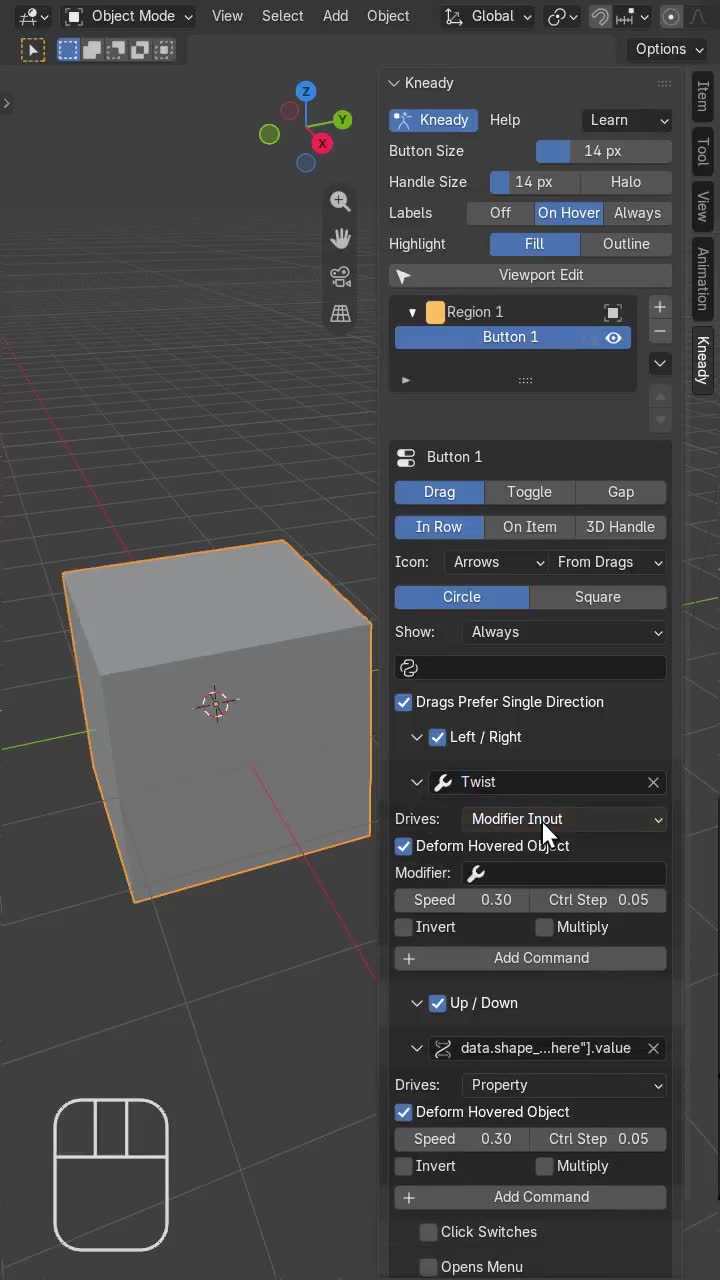 Object Mode View Select Add Object Global
Options
Kneady
Kneady Help Learn
Button Size 14 px
Handle Size 14 px Halo
Labels Off On Hover Always
Highlight Fill Outline
Viewport Edit
Region 1
Button 1
Z
Y
X
Item
Tool
View
Animation
Kneady
Button 1
Drag Toggle Gap
In Row On Item 3D Handle
Icon: Arrows From Drags
Circle Square
Show: Always
Drags Prefer Single Direction
Left / Right
Twist
Drives: Modifier Input
Deform Hovered Object
Modifier:
Speed 0.30 Ctrl Step 0.05
Invert Multiply
Add Command
Up / Down
data.shape_...here"].value
Drives: Property
Deform Hovered Object
Speed 0.30 Ctrl Step 0.05
Invert Multiply
Add Command
Click Switches
Opens Menu